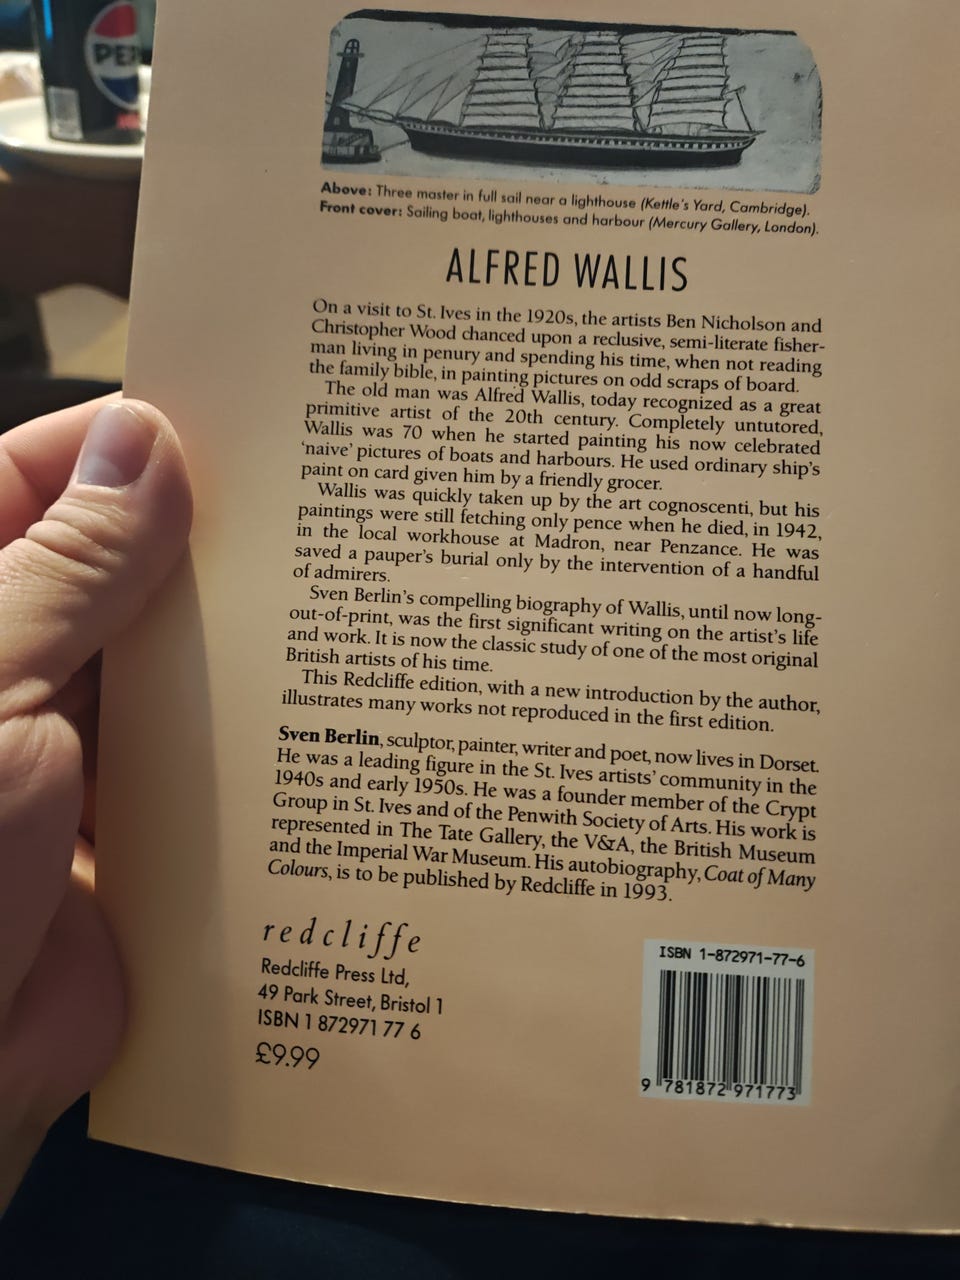 PE
Above: Three master in full sail near a lighthouse (Kettle's Yard, Cambridge).
Front cover: Sailing boat, lighthouses and harbour (Mercury Gallery, London).
ALFRED WALLIS
On a visit to St. Ives in the 1920s, the artists Ben Nicholson and
Christopher Wood chanced upon a reclusive, semi-literate fisher-
man living in penury and spending his time, when not reading
the family bible, in painting pictures on odd scraps of board.
The old man was Alfred Wallis, today recognized as a great
primitive artist of the 20th century. Completely untutored,
Wallis was 70 when he started painting his now celebrated
'naive' pictures of boats and harbours. He used ordinary ship's
paint on card given him by a friendly grocer.
Wallis was quickly taken up by the art cognoscenti, but his
paintings were still fetching only pence when he died, in 1942,
in the local workhouse at Madron, near Penzance. He was
saved a pauper's burial only by the intervention of a handful
of admirers.
Sven Berlin's compelling biography of Wallis, until now long-
out-of-print, was the first significant writing on the artist's life
and work. It is now the classic study of one of the most original
British artists of his time.
This Redcliffe edition, with a new introduction by the author,
illustrates many works not reproduced in the first edition.
Sven Berlin, sculptor, painter, writer and poet, now lives in Dorset.
He was a leading figure in the St. Ives artists' community in the
1940s and early 1950s. He was a founder member of the Crypt
Group in St. Ives and of the Penwith Society of Arts. His work is
represented in The Tate Gallery, the V&A, the British Museum
and the Imperial War Museum. His autobiography, Coat of Many
Colours, is to be published by Redcliffe in 1993.
redcliffe
Redcliffe Press Ltd,
49 Park Street, Bristol 1
ISBN 1 872971 77 6
£9.99
ISBN 1-872971-77-6
9 781872 971773